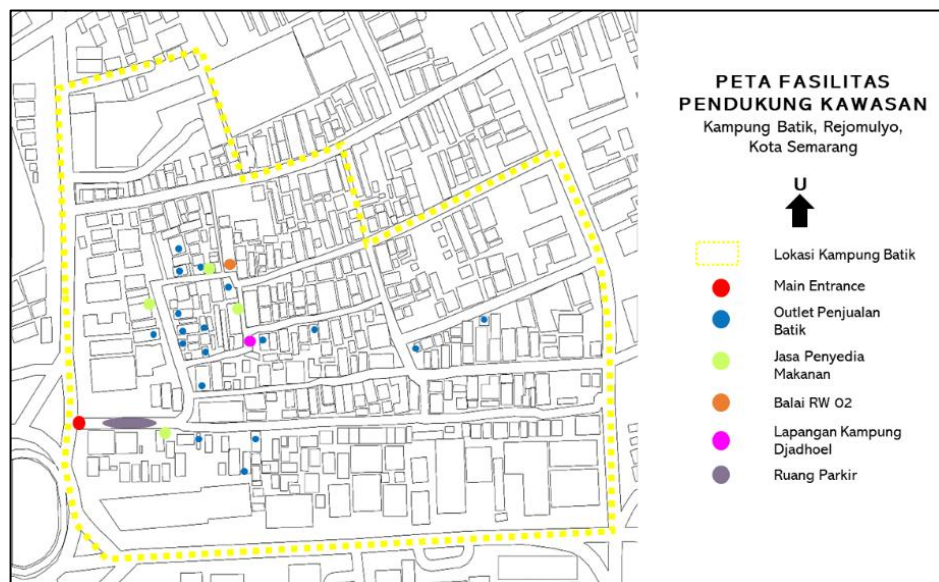 PETA FASILITAS
PENDUKUNG KAWASAN
Kampung Batik, Rejomulyo,
Kota Semarang
U
Lokasi Kampung Batik
Main Entrance
Outlet Penjualan
Batik
Jasa Penyedia
Makanan
Balai RW 02
Lapangan Kampung
Djadhoel
Ruang Parkir